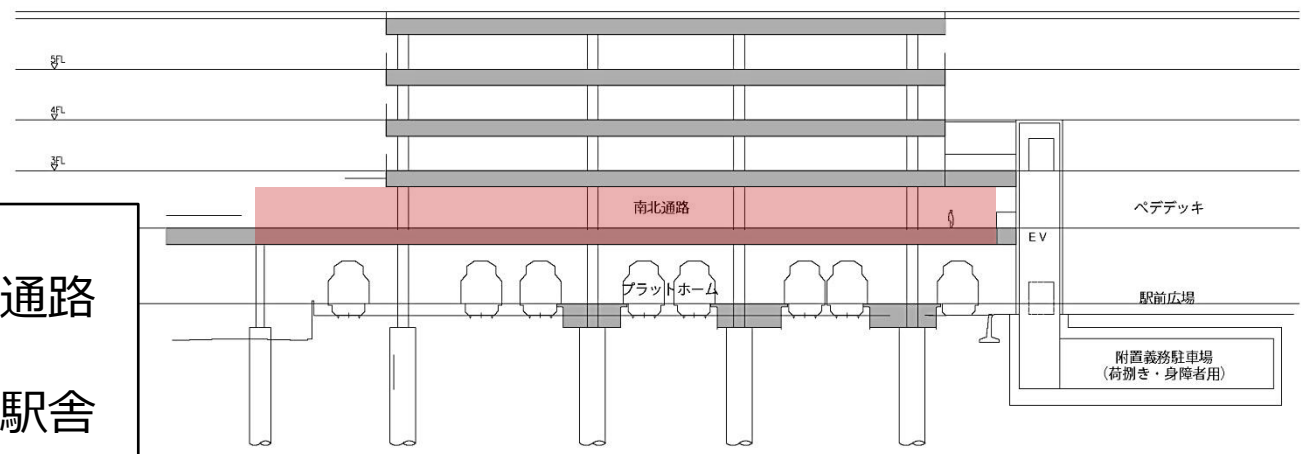 5FL
4FL
3FL
南北通路
ペデデッキ
EV
通路
プラットホーム
駅前広場
附置義務駐車場
(荷捌き・身障者用)
駅舎